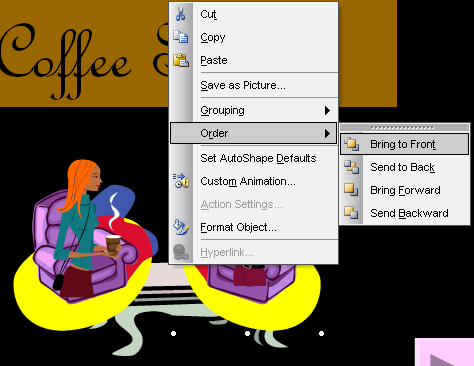 Coffee S
Cut
Copy
Paste
Save as Picture...
Grouping
Order
Set AutoShape Defaults
Custom Animation...
Action Settings...
Format Object...
Hyperlink...
Bring to Front
Send to Back
Bring Forward
Send Backward